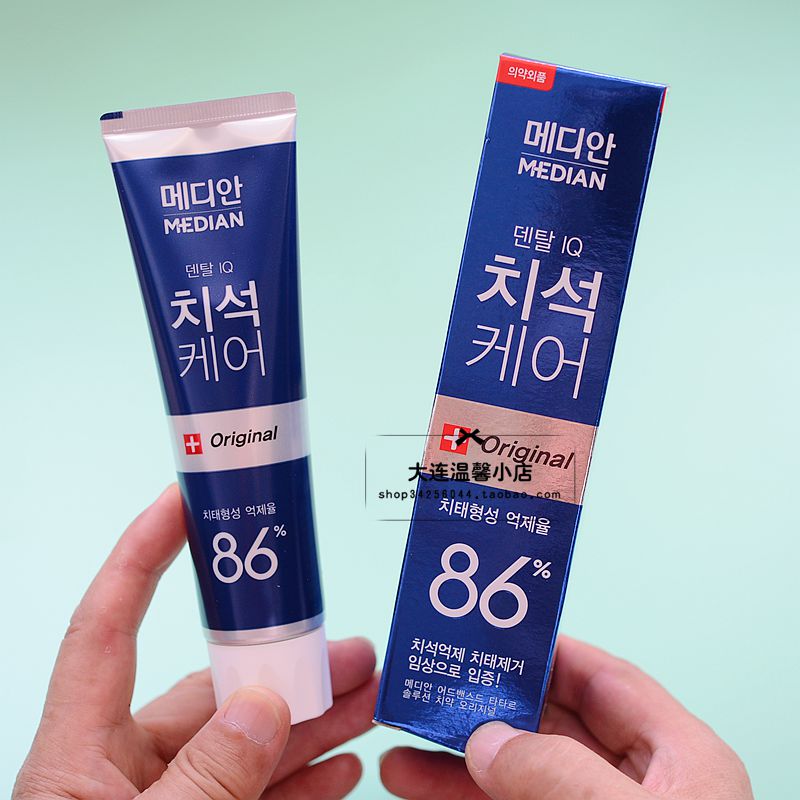 메디안
MEDIAN
덴탈 IQ
치석
케어
Original
치태형성 억제율
86%
의약외품
메디안
MEDIAN
덴탈 IQ
치석
케어
Original
치태형성 억제율
86%
치석억제 치태제거
임상으로 입증!
메디안 어드밴스드 타타르
솔루션 치약 오리지널
大连温馨小店
shop34256044.taobao.com